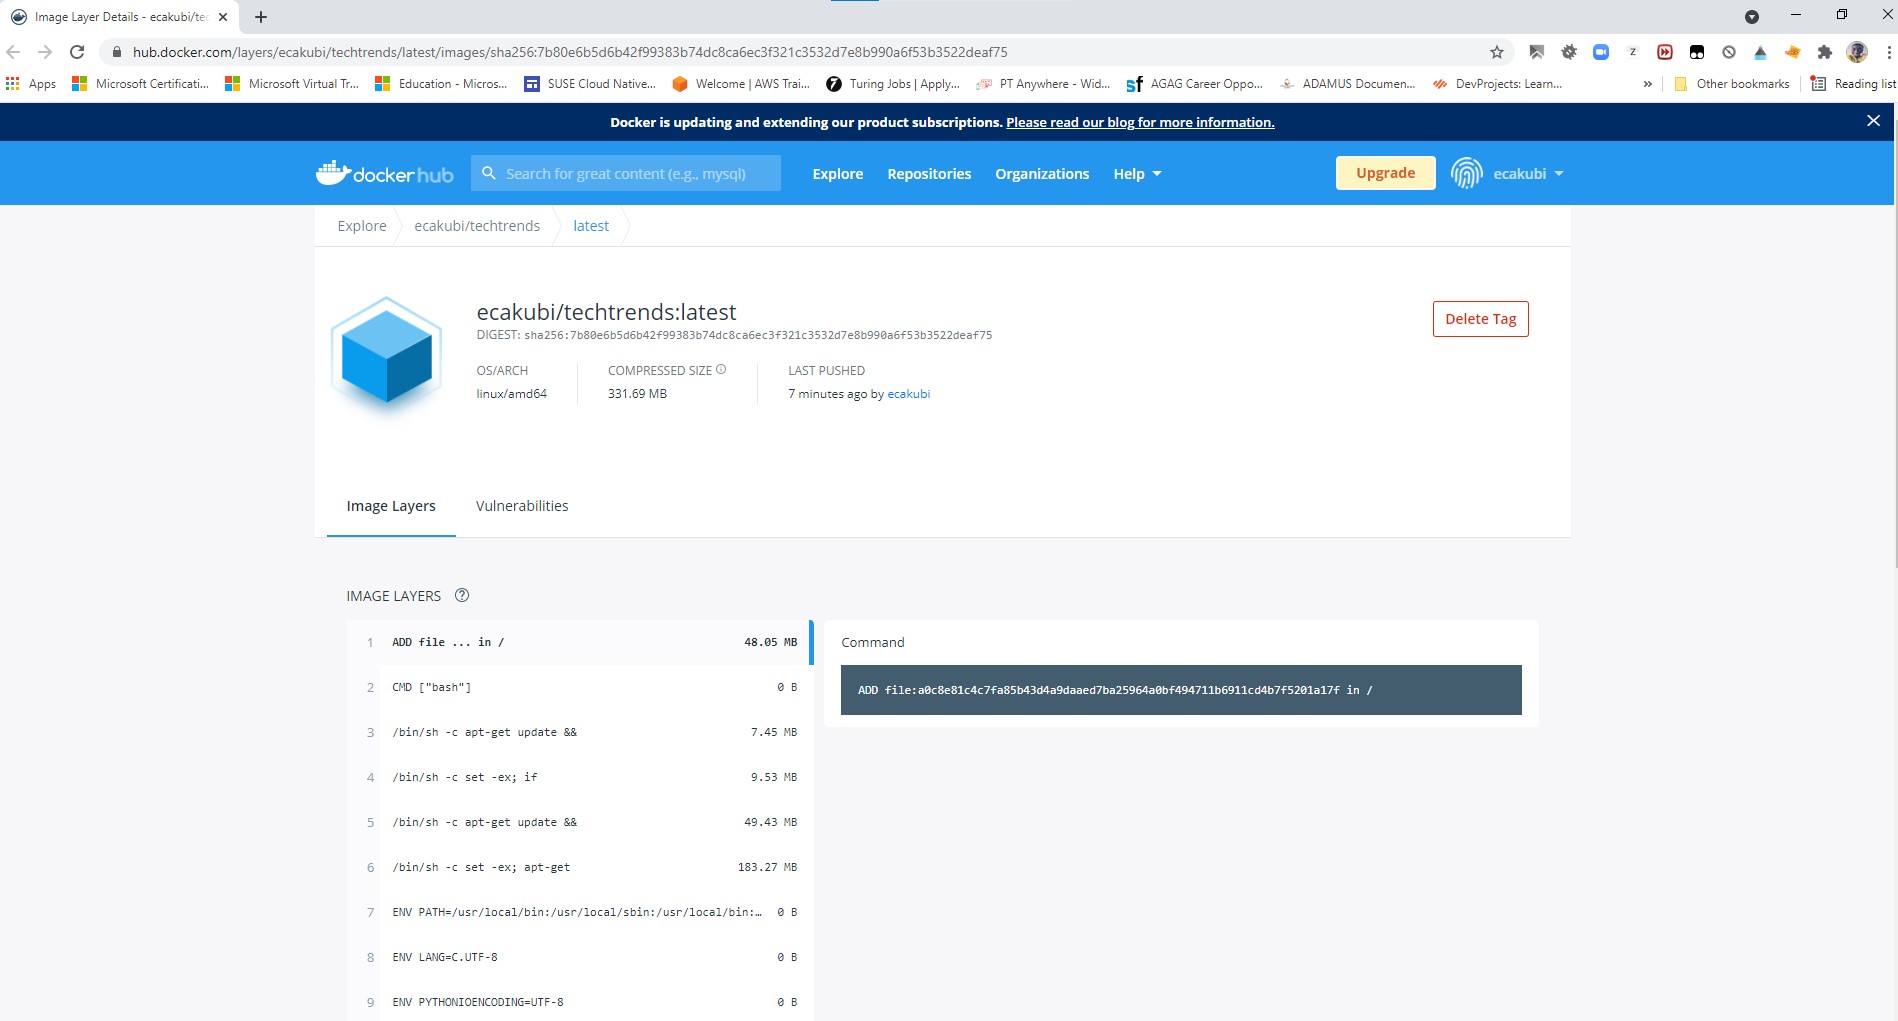 Image Layer Details - ecakubi/tec
hub.docker.com/layers/ecakubi/techtrends/latest/images/sha256:7b80e6b5d6b42f99383b74dc8ca6ec3f321c3532d7e8b990a6f53b3522deaf75
Apps Microsoft Certificati... Microsoft Virtual Tr... Education - Micros... SUSE Cloud Native... Welcome | AWS Trai... Turing Jobs | Apply... PT Anywhere - Wid... AGAG Career Oppo... ADAMUS Documen... DevProjects: Learn... » Other bookmarks Reading list
Docker is updating and extending our product subscriptions. Please read our blog for more information.
dockerhub Search for great content (e.g., mysql) Explore Repositories Organizations Help Upgrade ecakubi
Explore ecakubi/techtrends latest
ecakubi/techtrends:latest
DIGEST: sha256:7b80e6b5d6b42f99383b74dc8ca6ec3f321c3532d7e8b990a6f53b3522deaf75
Delete Tag
OS/ARCH COMPRESSED SIZE LAST PUSHED
linux/amd64 331.69 MB 7 minutes ago by ecakubi
Image Layers Vulnerabilities
IMAGE LAYERS
1 ADD file ... in / 48.05 MB
Command
2 CMD ["bash"] 0 B
ADD file:a0c8e81c4c7fa85b43d4a9daaed7ba25964a0bf494711b6911cd4b7f5201a17f in /
3 /bin/sh -c apt-get update && 7.45 MB
4 /bin/sh -c set -ex; if 9.53 MB
5 /bin/sh -c apt-get update && 49.43 MB
6 /bin/sh -c set -ex; apt-get 183.27 MB
7 ENV PATH=/usr/local/bin:/usr/local/sbin:/usr/local/bin:… 0 B
8 ENV LANG=C.UTF-8 0 B
9 ENV PYTHONIOENCODING=UTF-8 0 B